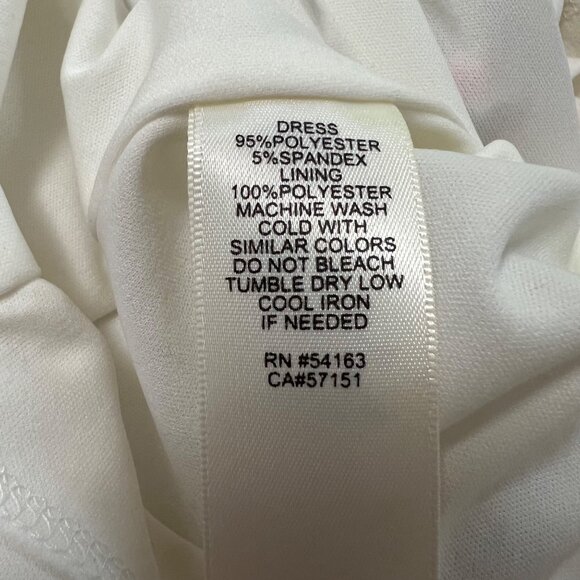 DRESS
95%POLYESTER
5%SPANDEX
LINING
100%POLYESTER
MACHINE WASH
COLD WITH
SIMILAR COLORS
DO NOT BLEACH
TUMBLE DRY LOW
COOL IRON
IF NEEDED
RN #54163
CA#57151